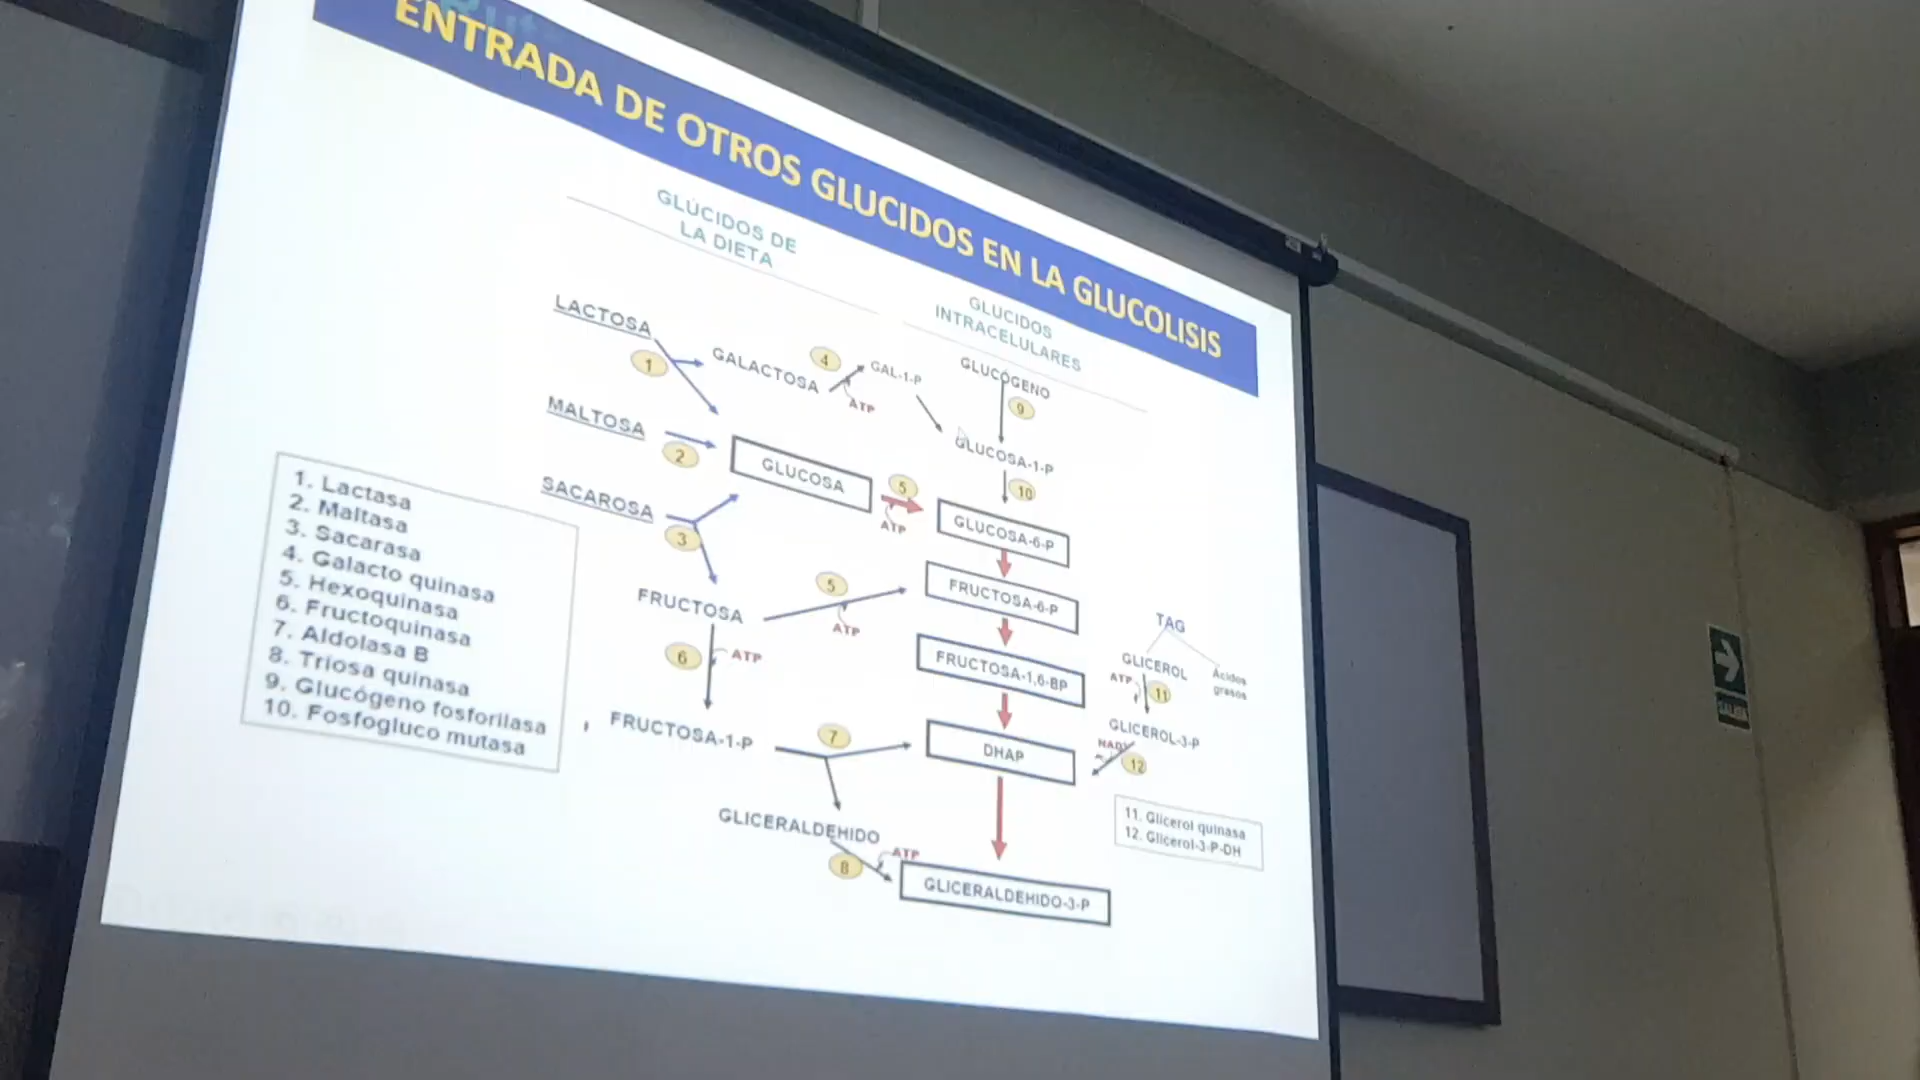 ENTRADA DE OTROS GLUCIDOS EN LA GLUCOLISIS
GLÚCIDOS DE
LA DIETA
GLUCIDOS
INTRACELULARES
LACTOSA
1
GALACTOSA
4
ATP
GAL-1-P
GLUCÓGENO
9
MALTOSA
2
GLUCOSA-1-P
10
GLUCOSA
5
ATP
GLUCOSA-6-P
SACAROSA
3
FRUCTOSA
5
ATP
FRUCTOSA-6-P
6
ATP
FRUCTOSA-1,6-BP
TAG
GLICEROL
Ácidos
grasos
ATP
11
GLICEROL-3-P
12
FRUCTOSA-1-P
7
DHAP
GLICERALDEHIDO
8
ATP
GLICERALDEHIDO-3-P
1. Lactasa
2. Maltasa
3. Sacarasa
4. Galacto quinasa
5. Hexoquinasa
6. Fructoquinasa
7. Aldolasa B
8. Triosa quinasa
9. Glucógeno fosforilasa
10. Fosfogluco mutasa
11. Glicerol quinasa
12. Glicerol-3-P-DH
SALIDA